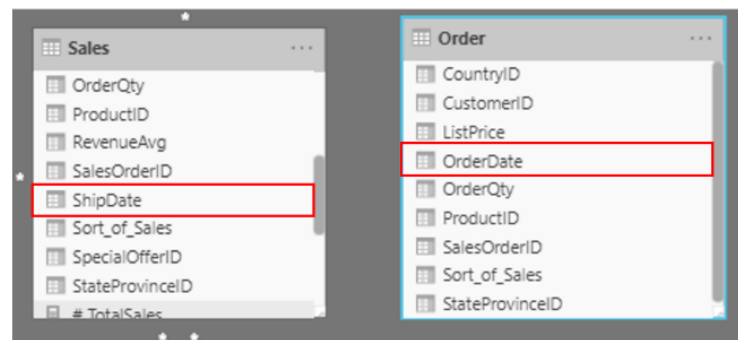 *
Sales ...
OrderQty
ProductID
RevenueAvg
SalesOrderID
*
ShipDate
Sort_of_Sales
SpecialOfferID
StateProvinceID
# TotalSales
* *
Order ...
CountryID
CustomerID
ListPrice
OrderDate
OrderQty
ProductID
SalesOrderID
Sort_of_Sales
StateProvinceID